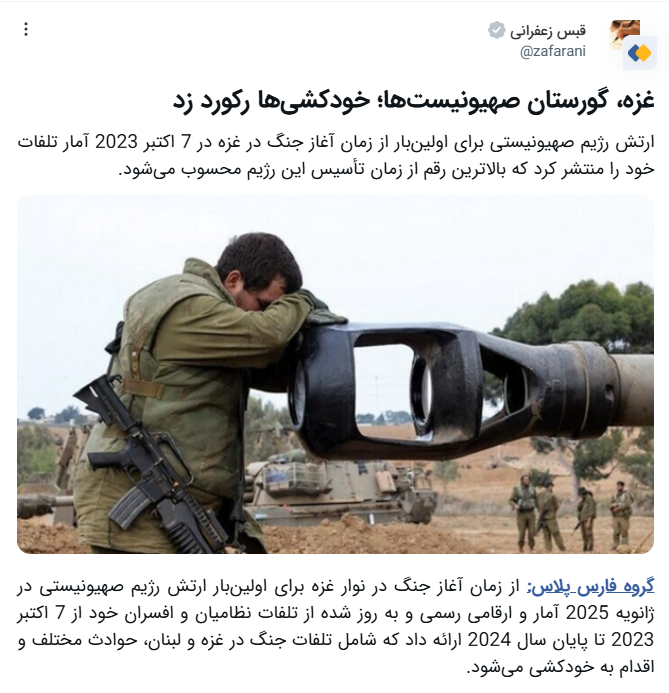 قبس زعفرانی
@zafarani
غزه، گورستان صهیونیست‌ها؛ خودکشی‌ها رکورد زد
ارتش رژیم صهیونیستی برای اولین‌بار از زمان آغاز جنگ در غزه در 7 اکتبر 2023 آمار تلفات
خود را منتشر کرد که بالاترین رقم از زمان تأسیس این رژیم محسوب می‌شود.
گروه فارس پلاس: از زمان آغاز جنگ در نوار غزه برای اولین‌بار ارتش رژیم صهیونیستی در
ژانویه 2025 آمار و ارقامی رسمی و به روز شده از تلفات نظامیان و افسران خود از 7 اکتبر
2023 تا پایان سال 2024 ارائه داد که شامل تلفات جنگ در غزه و لبنان، حوادث مختلف و
اقدام به خودکشی می‌شود.